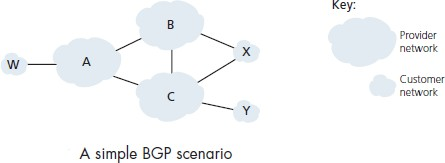 Key:
B
Provider
network
W
A
X
Customer
network
C
Y
A simple BGP scenario